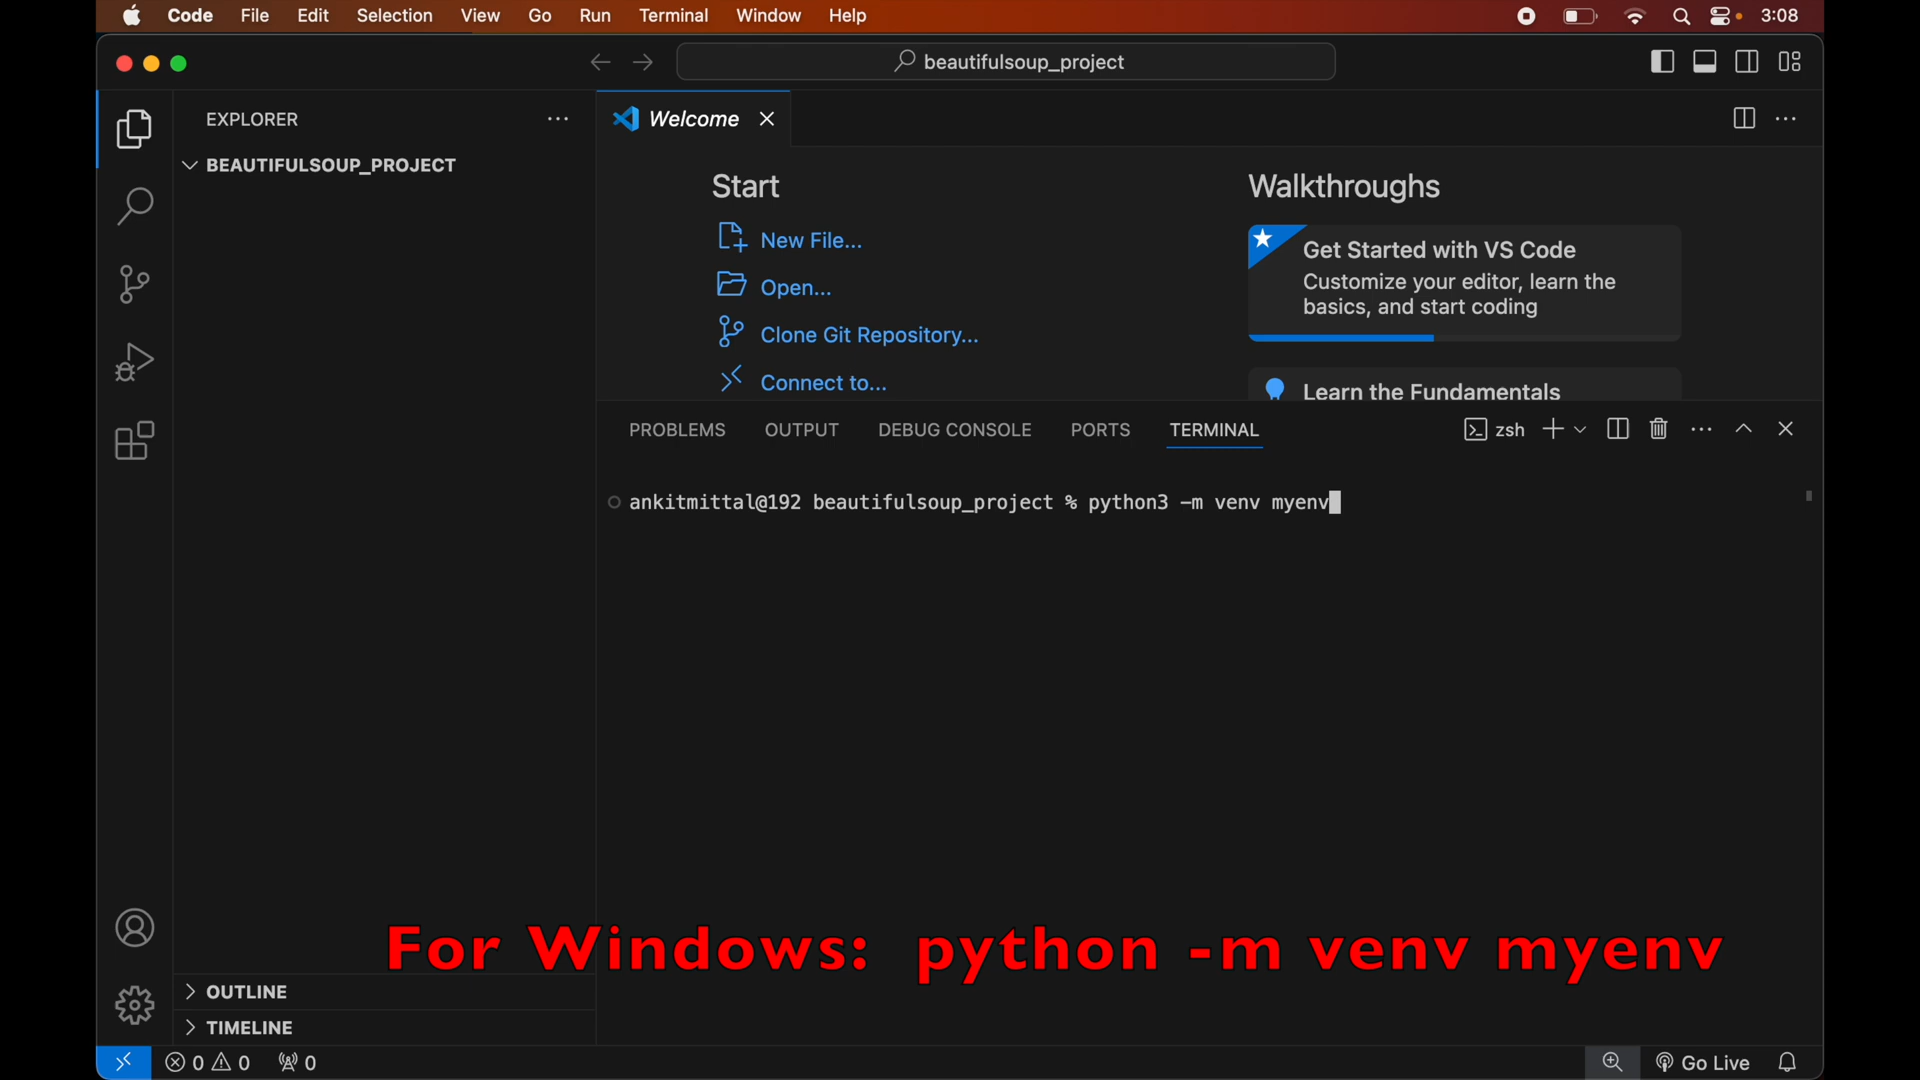 Code File Edit Selection View Go Run Terminal Window Help 3:08
beautifulsoup_project
EXPLORER
BEAUTIFULSOUP_PROJECT
Welcome
Start
New File...
Open...
Clone Git Repository...
Connect to...
Walkthroughs
Get Started with VS Code
Customize your editor, learn the
basics, and start coding
Learn the Fundamentals
PROBLEMS OUTPUT DEBUG CONSOLE PORTS TERMINAL zsh
ankitmittal@192 beautifulsoup_project % python3 -m venv myenv
For Windows: python -m venv myenv
OUTLINE
TIMELINE
0 0 0 Go Live